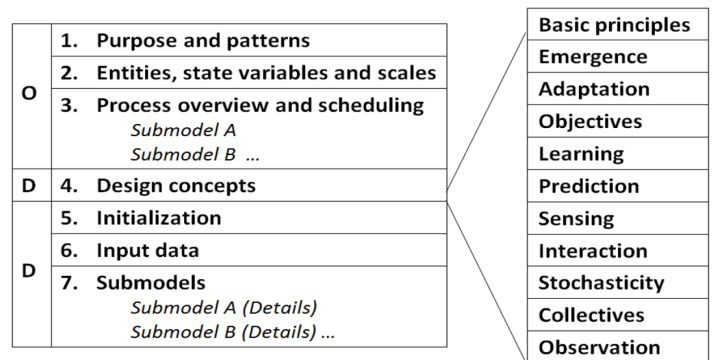 O
1. Purpose and patterns
2. Entities, state variables and scales
3. Process overview and scheduling
Submodel A
Submodel B ...
D
4. Design concepts
D
5. Initialization
6. Input data
7. Submodels
Submodel A (Details)
Submodel B (Details) ...
Basic principles
Emergence
Adaptation
Objectives
Learning
Prediction
Sensing
Interaction
Stochasticity
Collectives
Observation